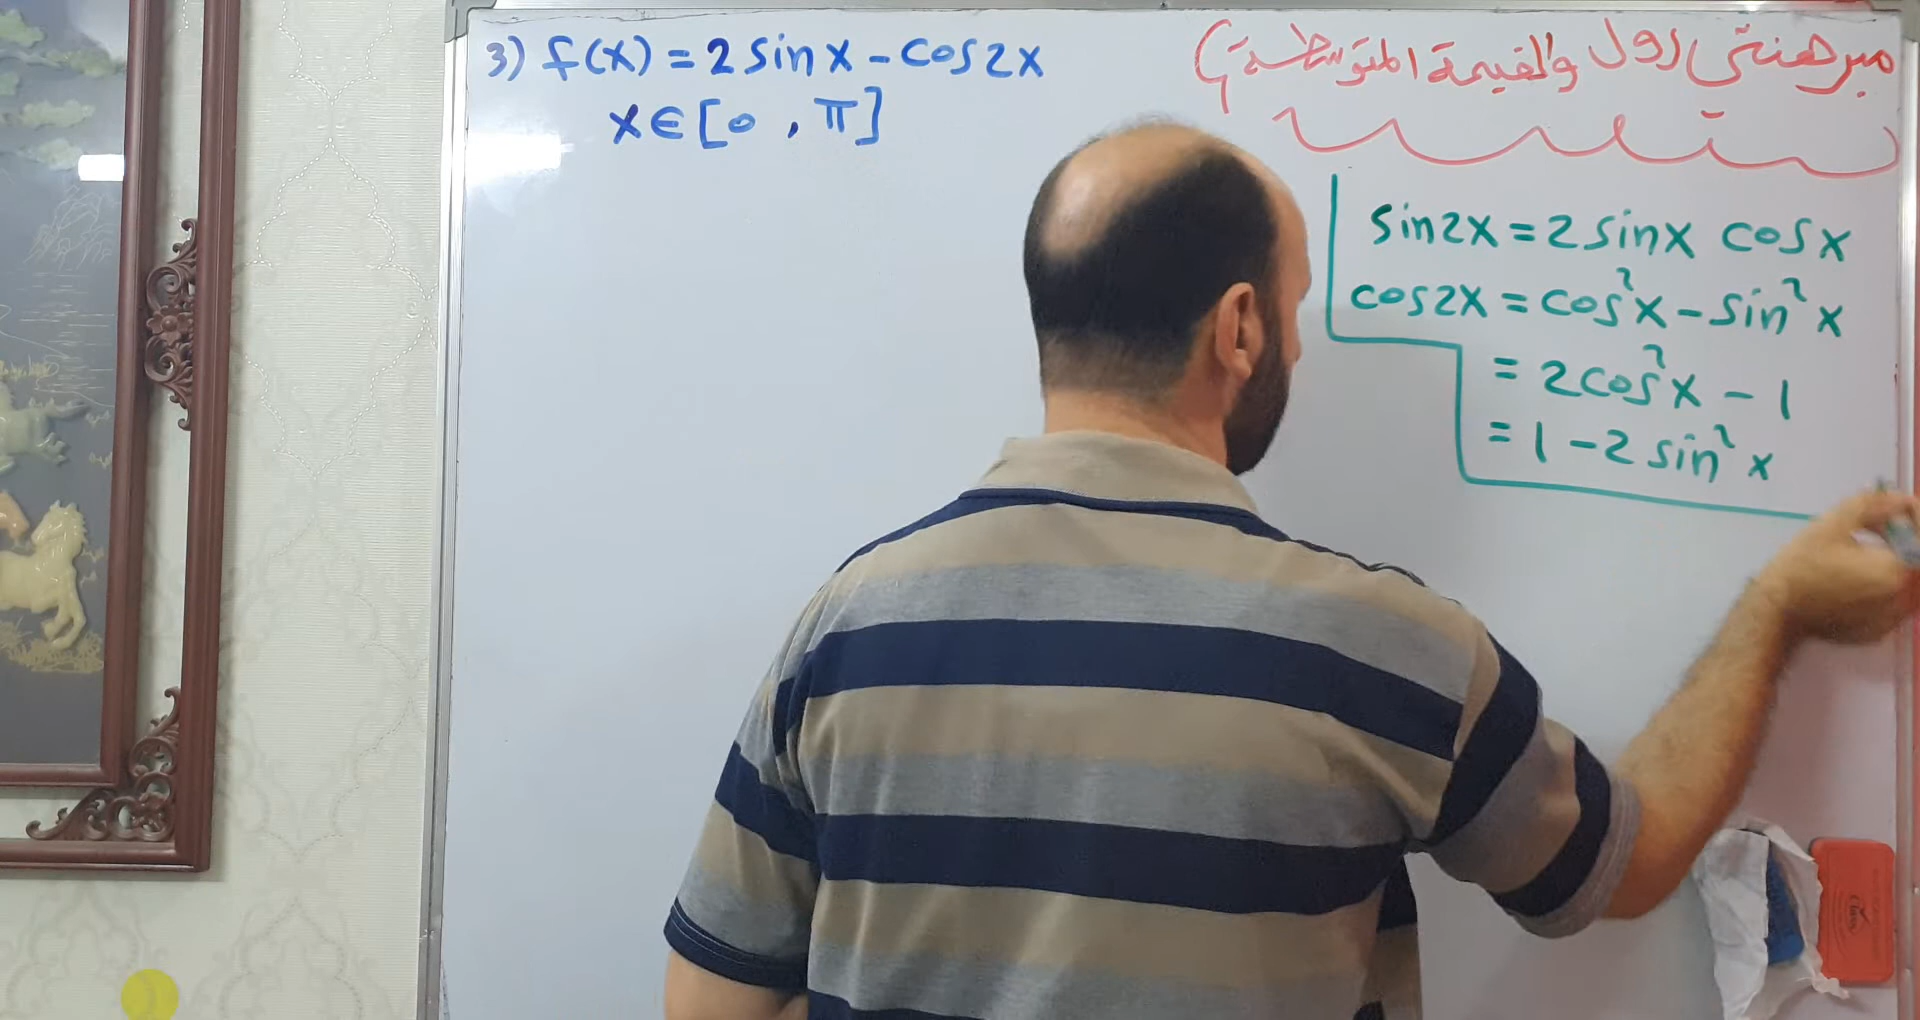 3) f(x) = 2 sin x - cos 2x
x ∈ [0 , π]
مبرهنتي رول والقيمة المتوسطة)
sin2x = 2 sinx cosx
cos2x = cos²x - sin²x
= 2cos²x - 1
= 1 - 2 sin²x